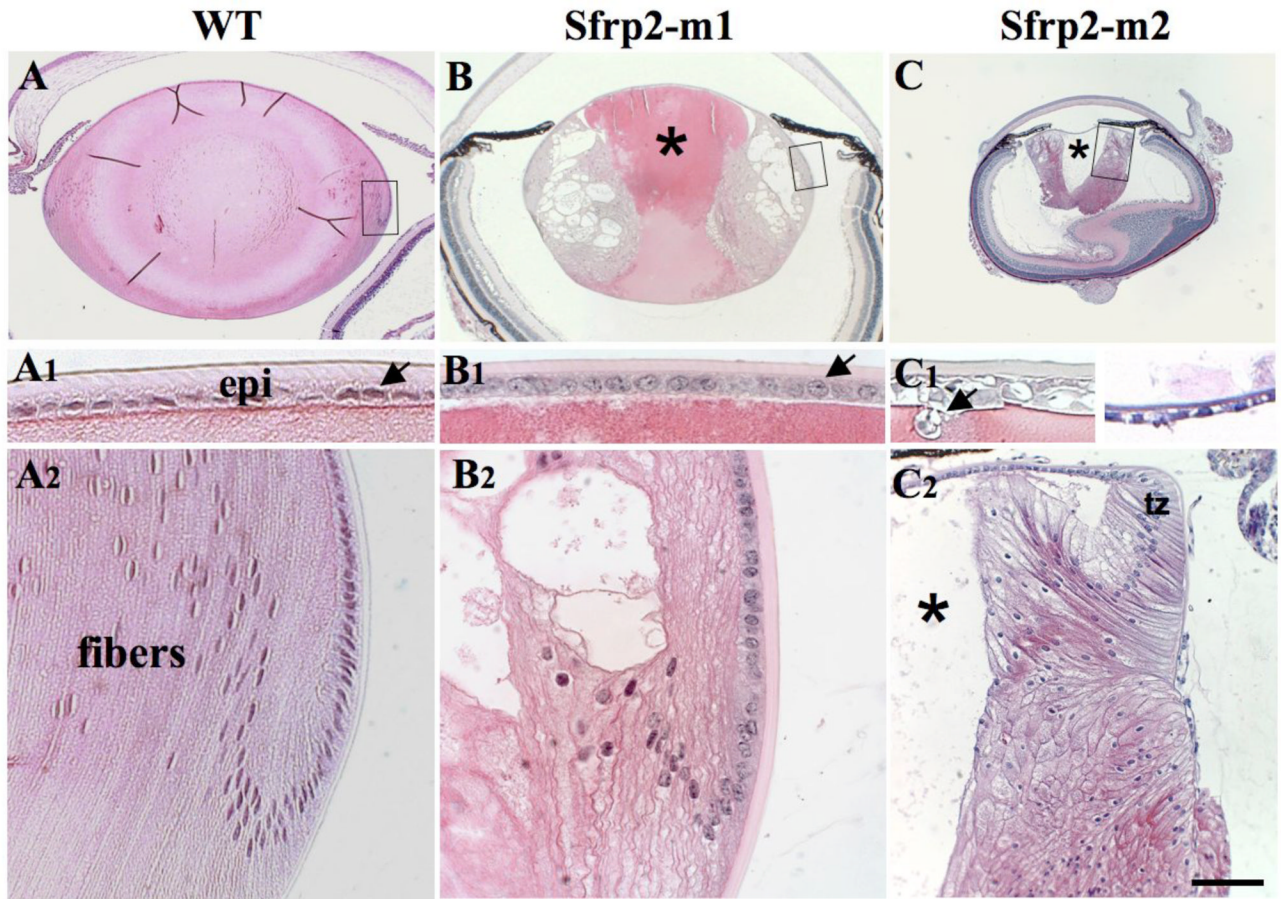 WT Sfrp2-m1 Sfrp2-m2
A B C
* *
A1 epi B1 C1
A2 B2 C2
tz
fibers *